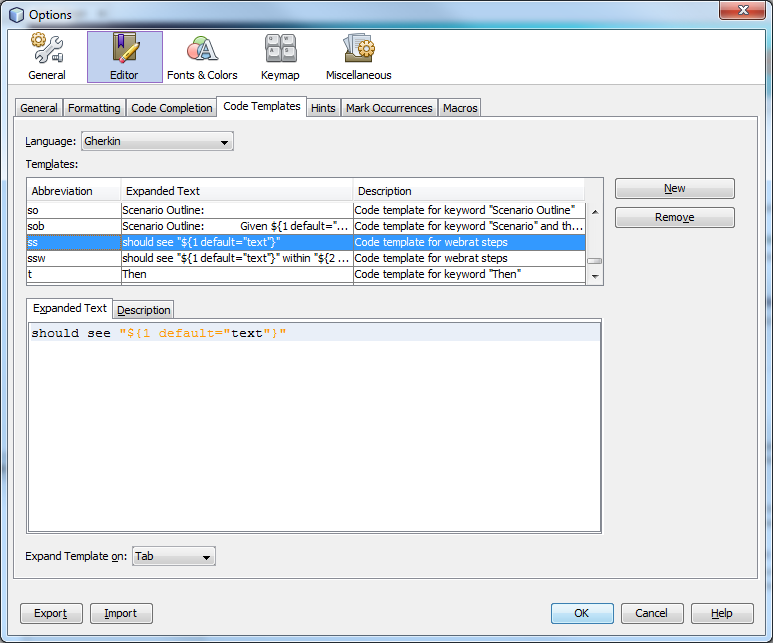 Options
General Editor Fonts & Colors Keymap Miscellaneous
General Formatting Code Completion Code Templates Hints Mark Occurrences Macros
Language: Gherkin
Templates:
Abbreviation Expanded Text Description
New
so Scenario Outline: Code template for keyword "Scenario Outline"
Remove
sob Scenario Outline: Given ${1 default="... Code template for keyword "Scenario" and th...
ss should see "${1 default="text"}" Code template for webrat steps
ssw should see "${1 default="text"}" within "${2 ... Code template for webrat steps
t Then Code template for keyword "Then"
Expanded Text Description
should see "${1 default="text"}"
Expand Template on: Tab
Export Import OK Cancel Help